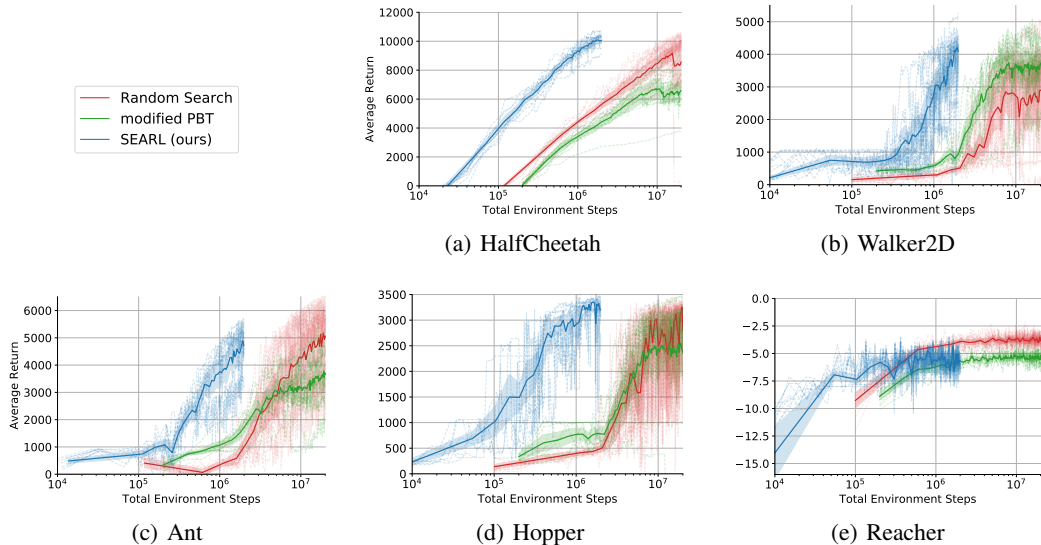 Random Search
modified PBT
SEARL (ours)
Average Return
12000
10000
8000
6000
4000
2000
0
10^4 10^5 10^6 10^7
Total Environment Steps
(a) HalfCheetah
5000
4000
3000
2000
1000
0
10^4 10^5 10^6 10^7
Total Environment Steps
(b) Walker2D
Average Return
6000
5000
4000
3000
2000
1000
0
10^4 10^5 10^6 10^7
Total Environment Steps
(c) Ant
3500
3000
2500
2000
1500
1000
500
0
10^4 10^5 10^6 10^7
Total Environment Steps
(d) Hopper
0.0
−2.5
−5.0
−7.5
−10.0
−12.5
−15.0
10^4 10^5 10^6 10^7
Total Environment Steps
(e) Reacher